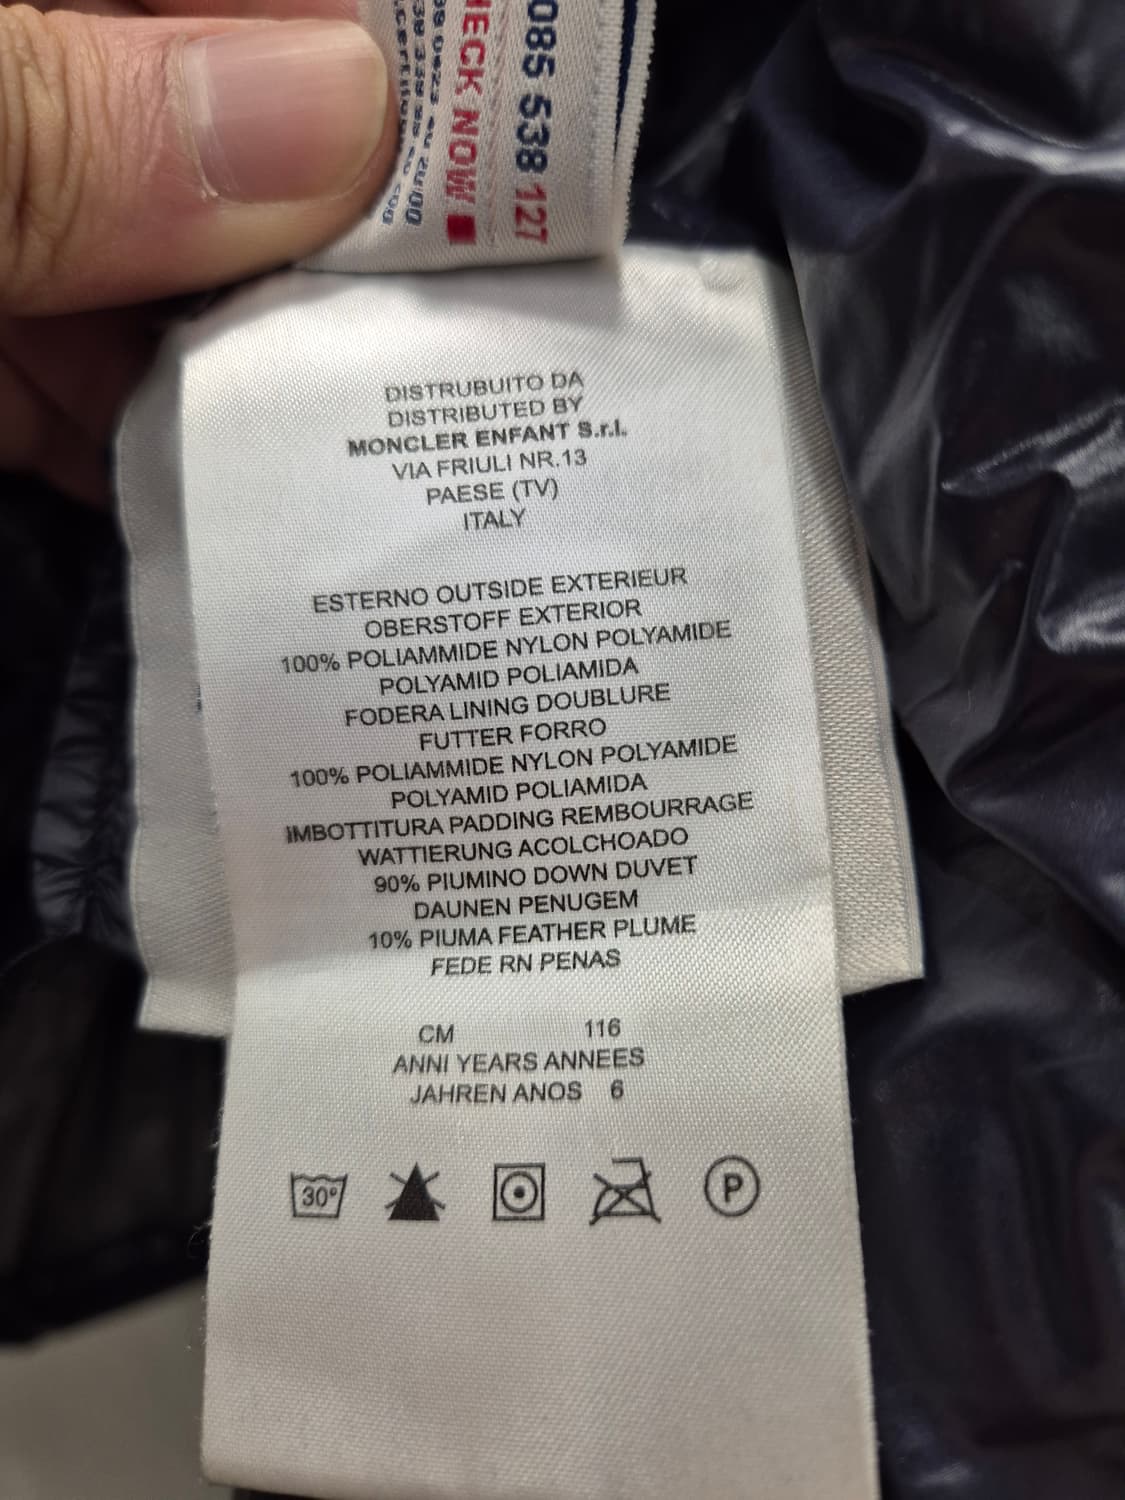 085 538 127
HECK NOW
DISTRUBUITO DA
DISTRIBUTED BY
MONCLER ENFANT S.r.l.
VIA FRIULI NR.13
PAESE (TV)
ITALY
ESTERNO OUTSIDE EXTERIEUR
OBERSTOFF EXTERIOR
100% POLIAMMIDE NYLON POLYAMIDE
POLYAMID POLIAMIDA
FODERA LINING DOUBLURE
FUTTER FORRO
100% POLIAMMIDE NYLON POLYAMIDE
POLYAMID POLIAMIDA
IMBOTTITURA PADDING REMBOURRAGE
WATTIERUNG ACOLCHOADO
90% PIUMINO DOWN DUVET
DAUNEN PENUGEM
10% PIUMA FEATHER PLUME
FEDE RN PENAS
CM 116
ANNI YEARS ANNEES
JAHREN ANOS 6
30° P